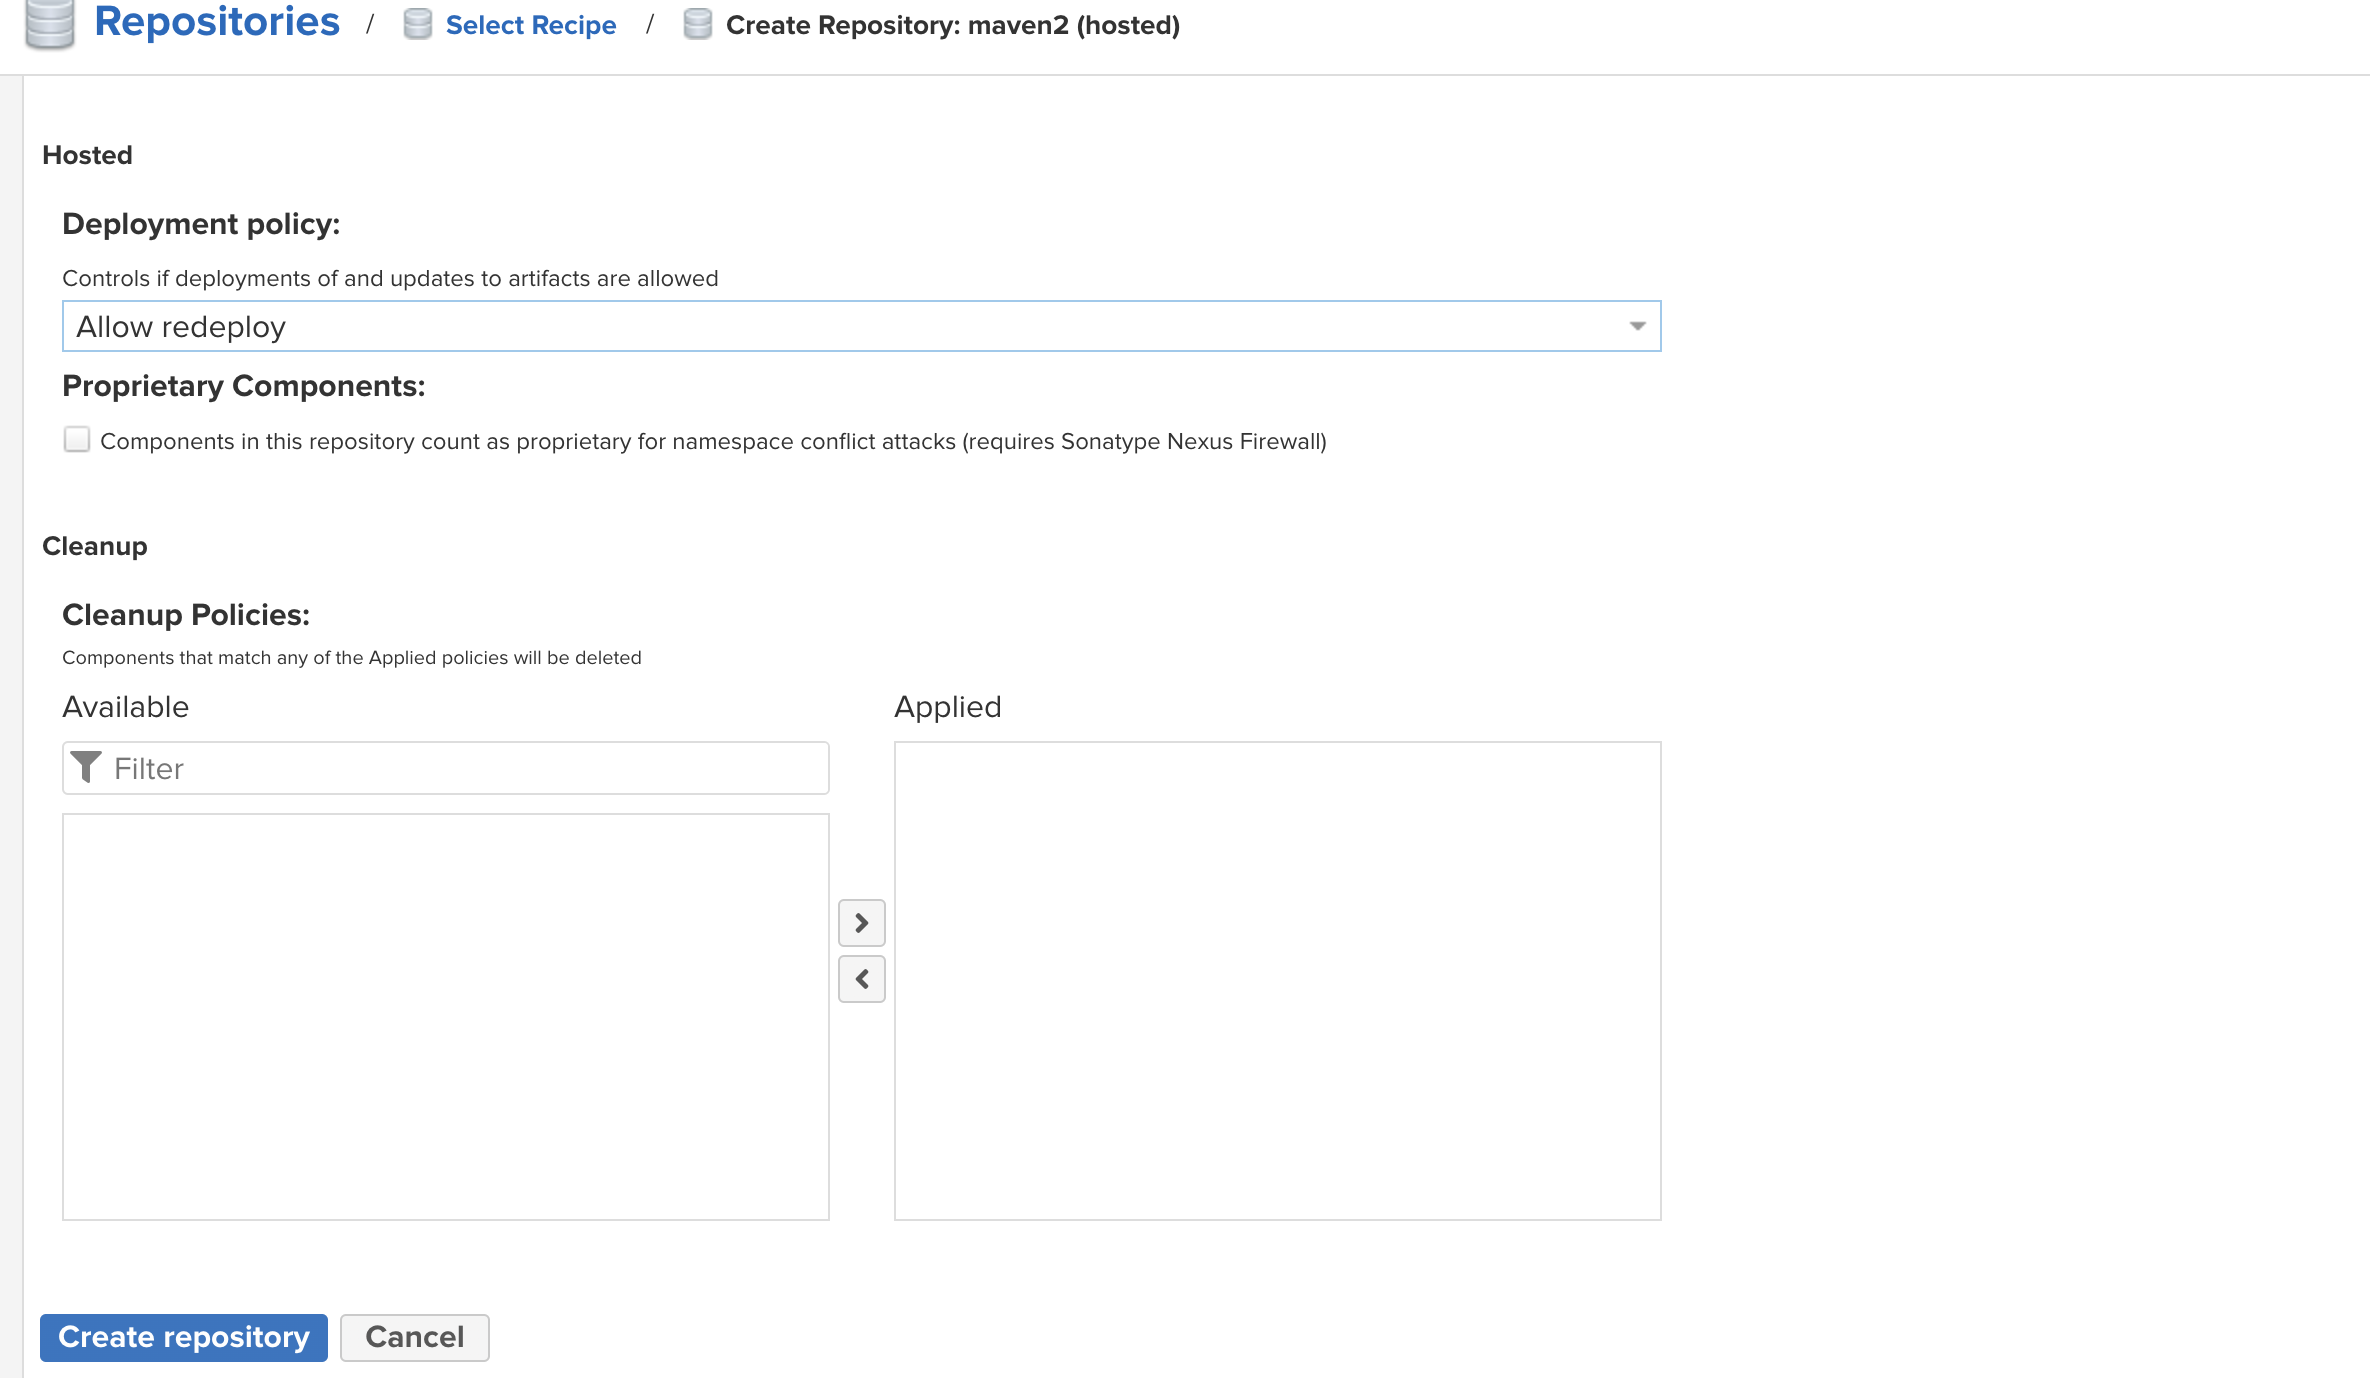 Repositories / Select Recipe / Create Repository: maven2 (hosted)
Hosted
Deployment policy:
Controls if deployments of and updates to artifacts are allowed
Allow redeploy
Proprietary Components:
Components in this repository count as proprietary for namespace conflict attacks (requires Sonatype Nexus Firewall)
Cleanup
Cleanup Policies:
Components that match any of the Applied policies will be deleted
Available
Applied
Filter
Create repository
Cancel